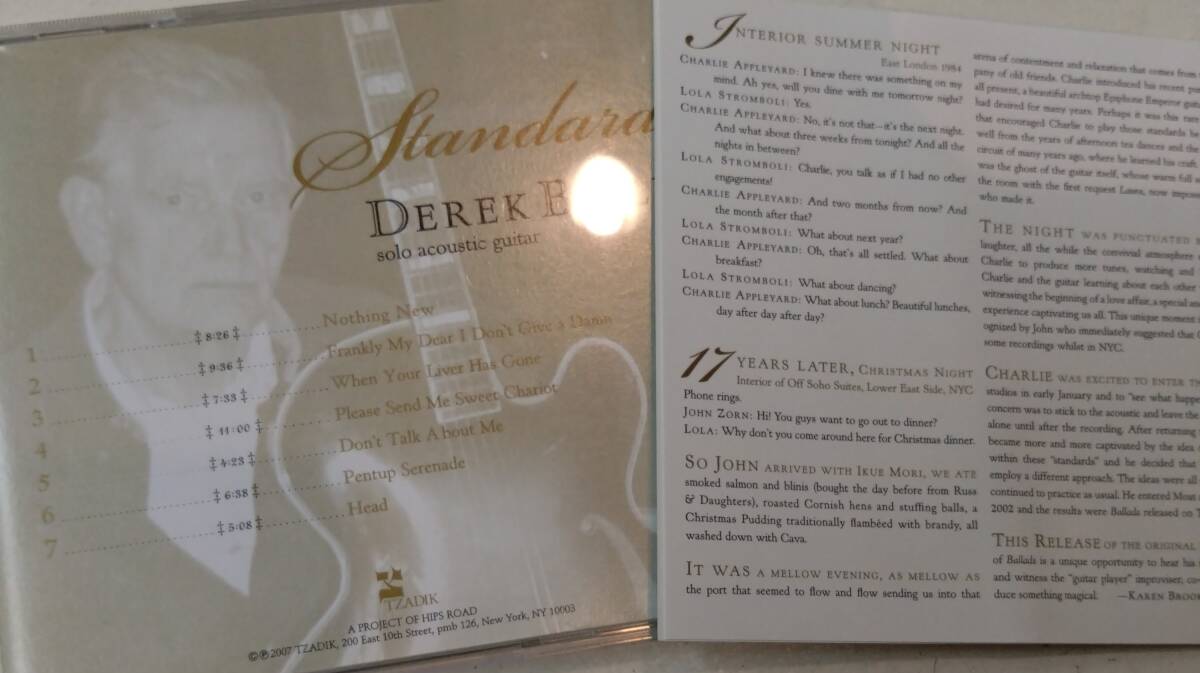 Standard
DEREK B
solo acoustic guitar
1 8:26 Nothing New
2 9:36 Frankly My Dear I Don't Give a Damn
3 7:33 When Your Liver Has Gone
4 11:00 Please Send Me Sweet Chariot
5 4:23 Don't Talk About Me
6 6:38 Pentup Serenade
7 5:08 Head
TZADIK
A PROJECT OF HIPS ROAD
©℗2007 TZADIK, 200 East 10th Street, pmb 126, New York, NY 10003
INTERIOR SUMMER NIGHT
East London 1984
CHARLIE APPLEYARD: I knew there was something on my
mind. Ah yes, will you dine with me tomorrow night?
LOLA STROMBOLI: Yes.
CHARLIE APPLEYARD: No, it's not that—it's the next night.
And what about three weeks from tonight? And all the
nights in between?
LOLA STROMBOLI: Charlie, you talk as if I had no other
engagements!
CHARLIE APPLEYARD: And two months from now? And
the month after that?
LOLA STROMBOLI: What about next year?
CHARLIE APPLEYARD: Oh, that's all settled. What about
breakfast?
LOLA STROMBOLI: What about dancing?
CHARLIE APPLEYARD: What about lunch? Beautiful lunches,
day after day after day?
17 YEARS LATER, CHRISTMAS NIGHT
Interior of Off Soho Suites, Lower East Side, NYC
Phone rings.
JOHN ZORN: Hi! You guys want to go out to dinner?
LOLA: Why don't you come around here for Christmas dinner.
SO JOHN ARRIVED WITH IKUE MORI, WE ATE
smoked salmon and blinis (bought the day before from Russ
& Daughters), roasted Cornish hens and stuffing balls, a
Christmas Pudding traditionally flambéed with brandy, all
washed down with Cava.
IT WAS A MELLOW EVENING, AS MELLOW AS
the port that seemed to flow and flow sending us into that
arena of contentment and relaxation that comes from
pany of old friends. Charlie introduced his recent
all present, a beautiful archtop Epiphone Emperor
had desired for many years. Perhaps it was this
that encouraged Charlie to play those standards
well from the years of afternoon tea dances and the
circuit of many years ago, where he learned his craft.
was the ghost of the guitar itself, whose warm full
the room with the first request Laura, now
who made it.
THE NIGHT WAS PUNCTUATED
laughter, all the while the convivial atmosphere
Charlie to produce more tunes, watching and
Charlie and the guitar learning about each other
witnessing the beginning of a love affair, a special
experience captivating us all. This unique moment
ognized by John who immediately suggested that
some recordings whilst in NYC.
CHARLIE WAS EXCITED TO ENTER
studios in early January and to "see what
concern was to stick to the acoustic and leave the
alone until after the recording. After returning
became more and more captivated by the idea
within these "standards" and he decided that
employ a different approach. The ideas were all
continued to practice as usual. He entered Moat
2002 and the results were Ballads released on
THIS RELEASE OF THE ORIGINAL
of Ballads is a unique opportunity to hear his
and witness the "guitar player" improviser,
duce something magical. —KAREN